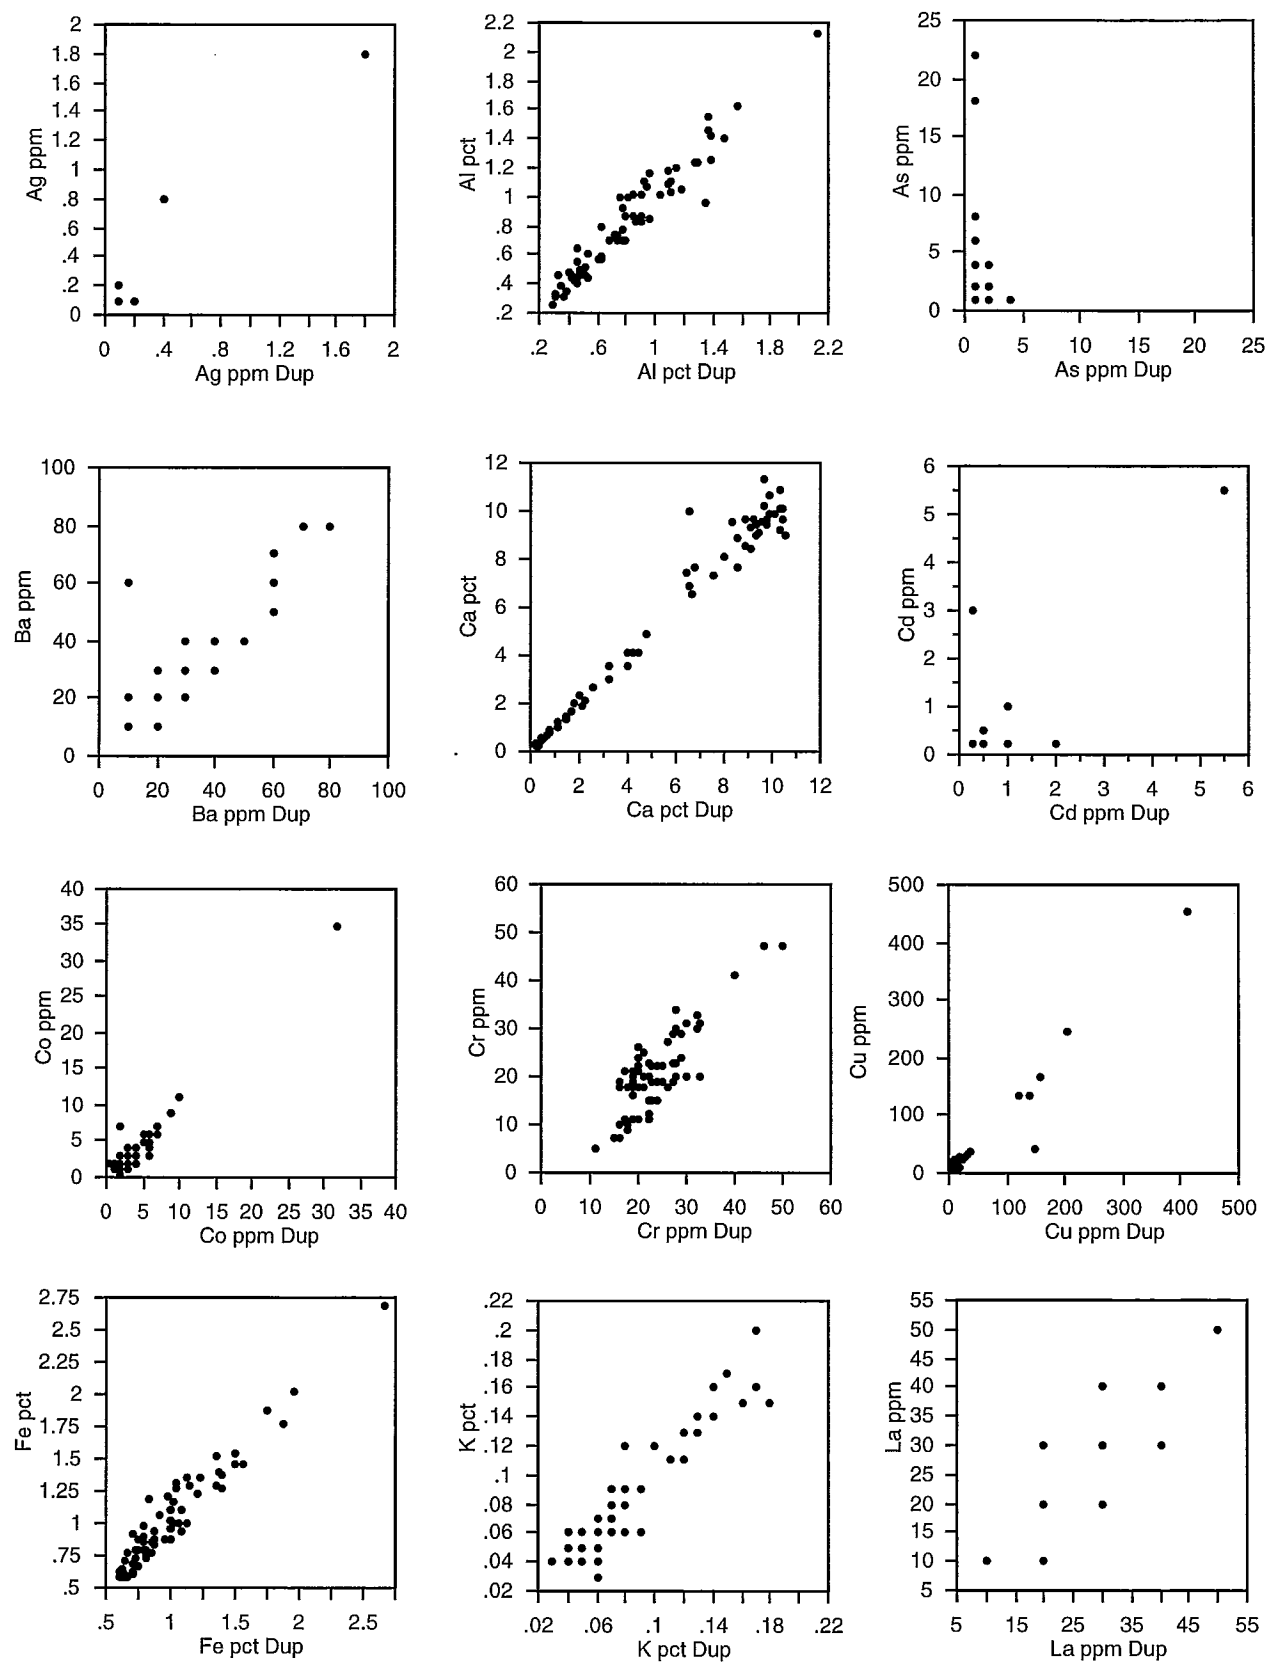 2
1.8
1.6
1.4
1.2
1
.8
.6
.4
.2
0
Ag ppm
0 .4 .8 1.2 1.6 2
Ag ppm Dup
2.2
2
1.8
1.6
1.4
1.2
1
.8
.6
.4
.2
Al pct
.2 .6 1 1.4 1.8 2.2
Al pct Dup
25
20
15
10
5
0
As ppm
0 5 10 15 20 25
As ppm Dup
100
80
60
40
20
0
Ba ppm
0 20 40 60 80 100
Ba ppm Dup
12
10
8
6
4
2
0
Ca pct
0 2 4 6 8 10 12
Ca pct Dup
6
5
4
3
2
1
0
Cd ppm
0 1 2 3 4 5 6
Cd ppm Dup
40
35
30
25
20
15
10
5
0
Co ppm
0 5 10 15 20 25 30 35 40
Co ppm Dup
60
50
40
30
20
10
0
Cr ppm
0 10 20 30 40 50 60
Cr ppm Dup
500
400
300
200
100
0
Cu ppm
0 100 200 300 400 500
Cu ppm Dup
2.75
2.5
2.25
2
1.75
1.5
1.25
1
.75
.5
Fe pct
.5 1 1.5 2 2.5
Fe pct Dup
.22
.2
.18
.16
.14
.12
.1
.08
.06
.04
.02
K pct
.02 .06 .1 .14 .18 .22
K pct Dup
55
50
45
40
35
30
25
20
15
10
5
La ppm
5 15 25 35 45 55
La ppm Dup